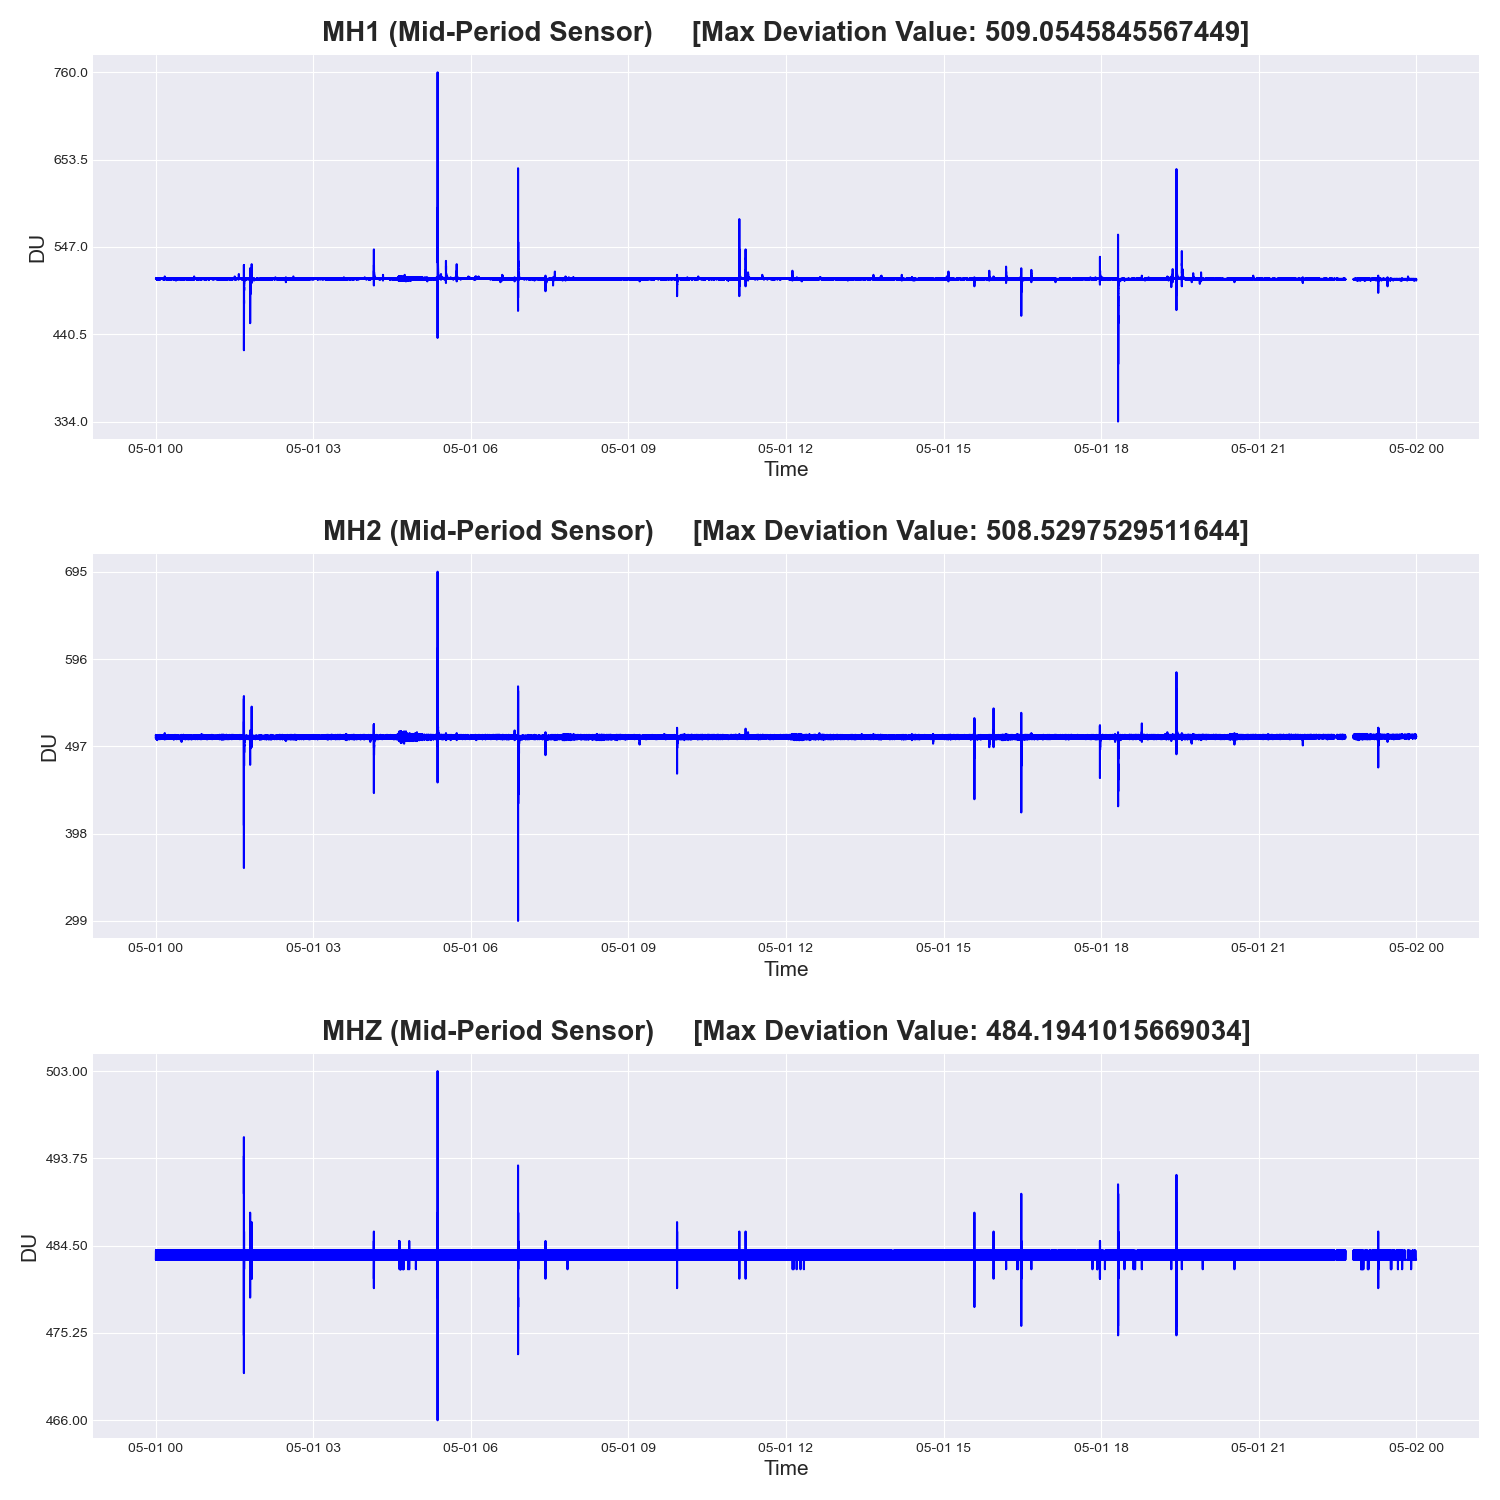 MH1 (Mid-Period Sensor) [Max Deviation Value: 509.0545845567449]
760.0
653.5
547.0
440.5
334.0
DU
05-01 00 05-01 03 05-01 06 05-01 09 05-01 12 05-01 15 05-01 18 05-01 21 05-02 00
Time
MH2 (Mid-Period Sensor) [Max Deviation Value: 508.5297529511644]
695
596
497
398
299
DU
05-01 00 05-01 03 05-01 06 05-01 09 05-01 12 05-01 15 05-01 18 05-01 21 05-02 00
Time
MHZ (Mid-Period Sensor) [Max Deviation Value: 484.1941015669034]
503.00
493.75
484.50
475.25
466.00
DU
05-01 00 05-01 03 05-01 06 05-01 09 05-01 12 05-01 15 05-01 18 05-01 21 05-02 00
Time